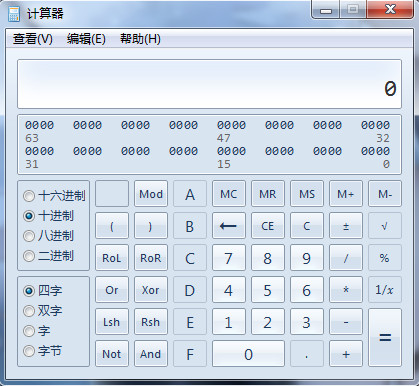 计算器
查看(V) 编辑(E) 帮助(H)
0
0000 0000 0000 0000 0000 0000 0000 0000
63 47 32
0000 0000 0000 0000 0000 0000 0000 0000
31 15 0
十六进制 Mod A MC MR MS M+ M-
十进制 ( ) B ← CE C ± √
八进制
二进制 RoL RoR C 7 8 9 / %
四字 Or Xor D 4 5 6 * 1/x
双字
字 Lsh Rsh E 1 2 3 - =
字节 Not And F 0 . +